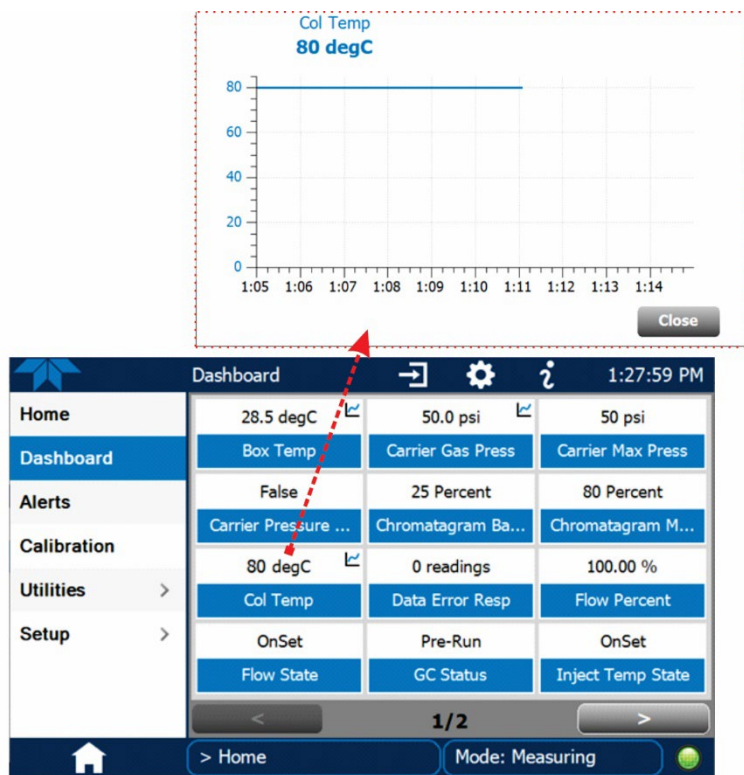 Col Temp
80 degC
80
60
40
20
0
1:05 1:06 1:07 1:08 1:09 1:10 1:11 1:12 1:13 1:14
Close
Dashboard 1:27:59 PM
Home
Dashboard
Alerts
Calibration
Utilities >
Setup >
28.5 degC 50.0 psi 50 psi
Box Temp Carrier Gas Press Carrier Max Press
False 25 Percent 80 Percent
Carrier Pressure ... Chromatagram Ba... Chromatagram M...
80 degC 0 readings 100.00 %
Col Temp Data Error Resp Flow Percent
OnSet Pre-Run OnSet
Flow State GC Status Inject Temp State
< 1/2 >
> Home Mode: Measuring